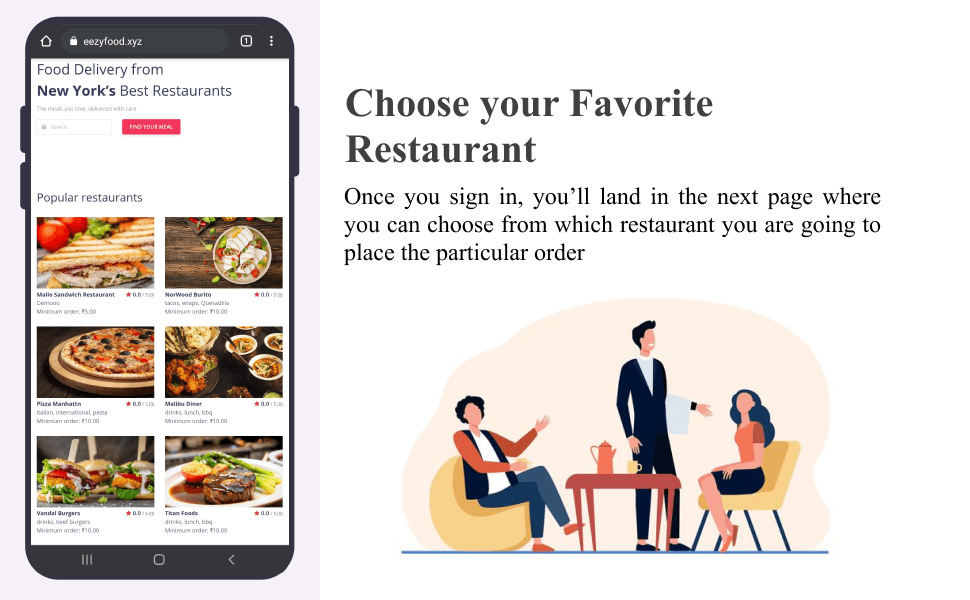 eezyfood.xyz
1
Food Delivery from
New York's Best Restaurants
The meals you love, delivered with care
Search
FIND YOUR MEAL
Popular restaurants
Mailo Sandwich Restaurant 0.0 / 5 (0)
Demooo
Minimum order: ₹5.00
NorWood Burito 0.0 / 5 (0)
tacos, wraps, Quesadilla
Minimum order: ₹10.00
Pizza Manhattn 0.0 / 5 (0)
italian, international, pasta
Minimum order: ₹10.00
Malibu Diner 0.0 / 5 (0)
drinks, lunch, bbq
Minimum order: ₹10.00
Vandal Burgers 0.0 / 5 (0)
drinks, beef burgers
Minimum order: ₹10.00
Titan Foods 0.0 / 5 (0)
drinks, lunch, bbq
Minimum order: ₹10.00
Choose your Favorite
Restaurant
Once you sign in, you’ll land in the next page where
you can choose from which restaurant you are going to
place the particular order